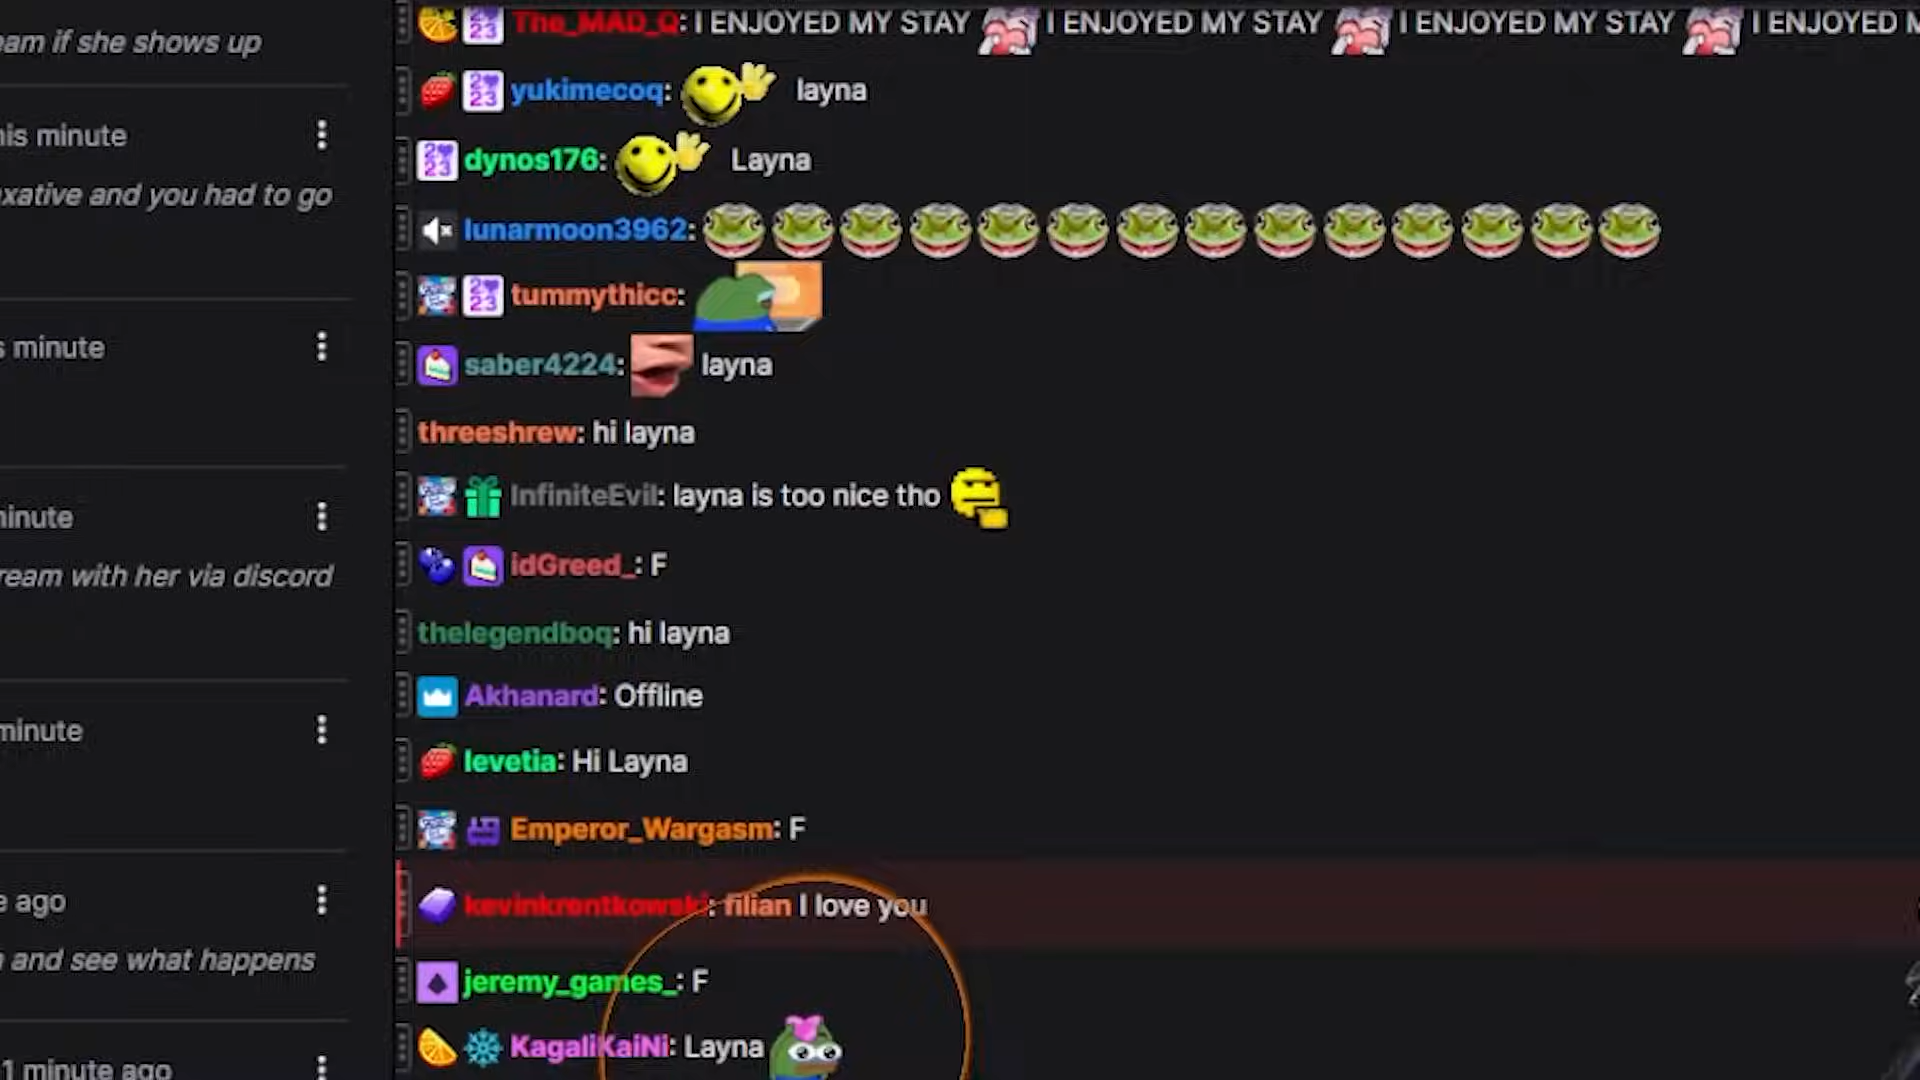 eam if she shows up
his minute
xative and you had to go
s minute
minute
ream with her via discord
minute
e ago
n and see what happens
1 minute ago
The_MAD_Q: I ENJOYED MY STAY I ENJOYED MY STAY I ENJOYED MY STAY I ENJOYED M
yukimecoq: layna
dynos176: Layna
lunarmoon3962:
tummythicc:
saber4224: layna
threeshrew: hi layna
InfiniteEvil: layna is too nice tho
idGreed_: F
thelegendboq: hi layna
Akhanard: Offline
levetia: Hi Layna
Emperor_Wargasm: F
kevinkrentkowski: filian I love you
jeremy_games_: F
KagaliKaiNi: Layna